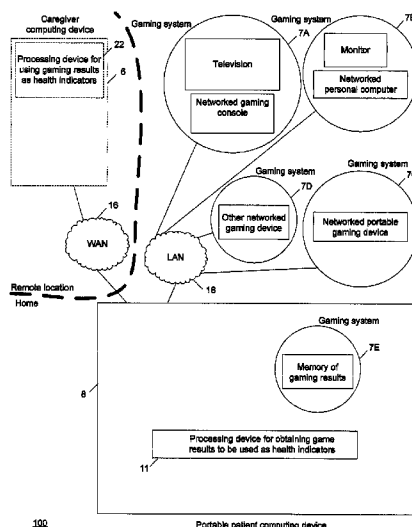 Caregiver
computing device
22
Processing device for
using gaming results
as health indicators
6
Gaming system
7A
Television
Networked gaming
console
Gaming system
Monitor
Networked
personal computer
Gaming system
7D
Other networked
gaming device
Gaming system
Networked portable
gaming device
16
WAN
LAN
18
Remote location
Home
8
Gaming system
7E
Memory of
gaming results
Processing device for obtaining game
results to be used as health indicators
11
100
Portable patient computing device